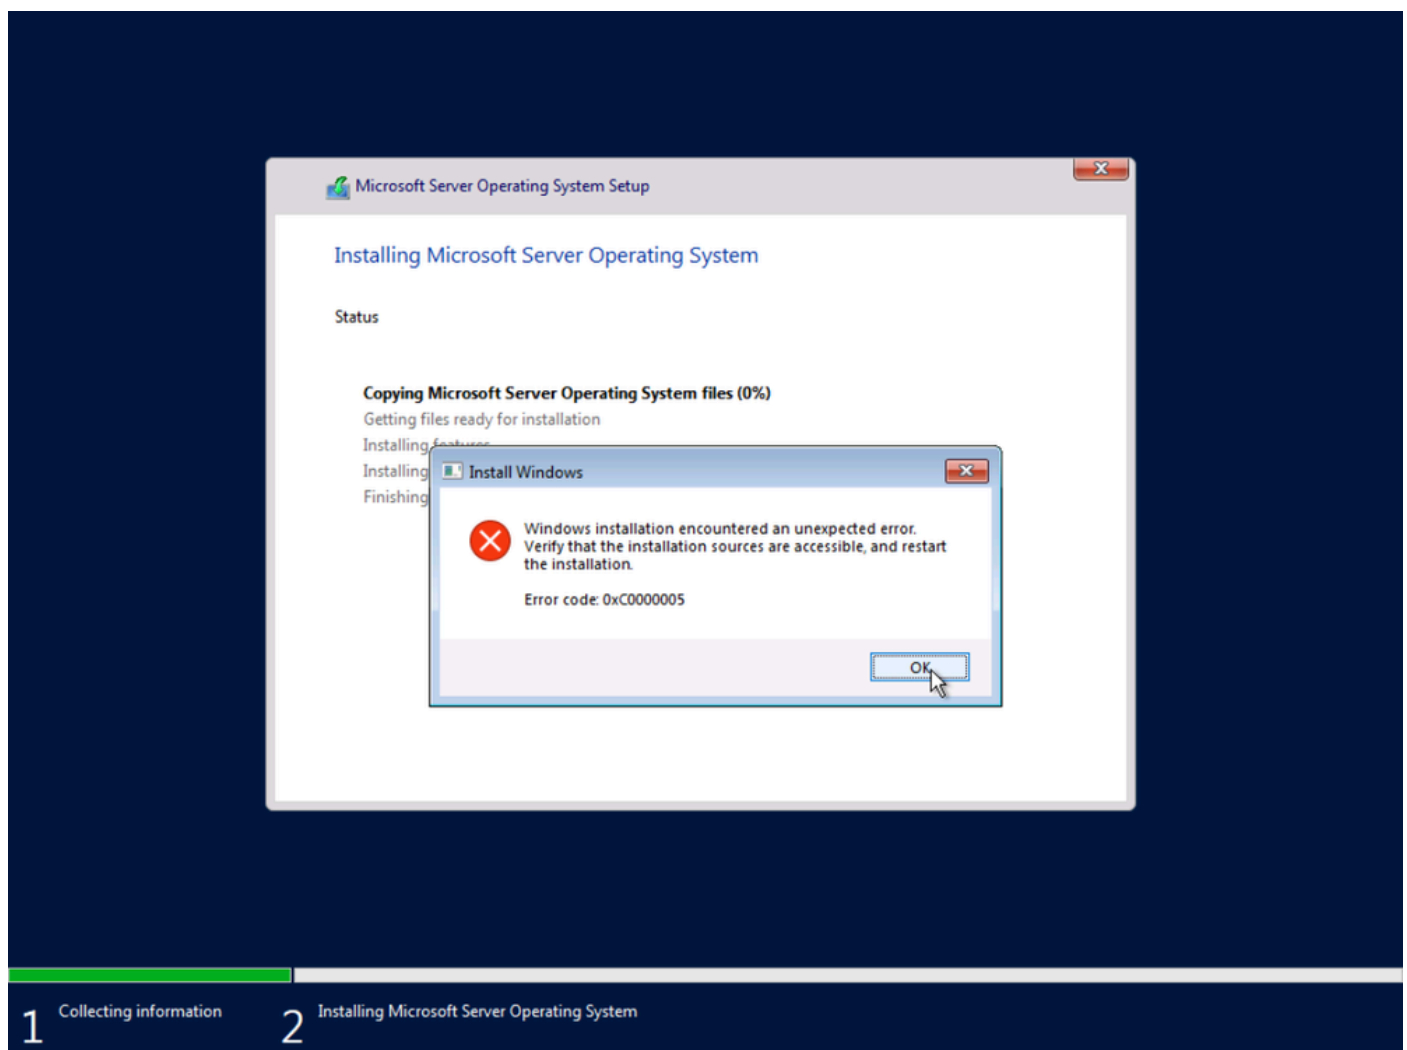 Microsoft Server Operating System Setup
Installing Microsoft Server Operating System
Status
Copying Microsoft Server Operating System files (0%)
Getting files ready for installation
Installing features
Installing
Finishing
Install Windows
Windows installation encountered an unexpected error.
Verify that the installation sources are accessible, and restart
the installation.
Error code: 0xC0000005
OK
1 Collecting information
2 Installing Microsoft Server Operating System